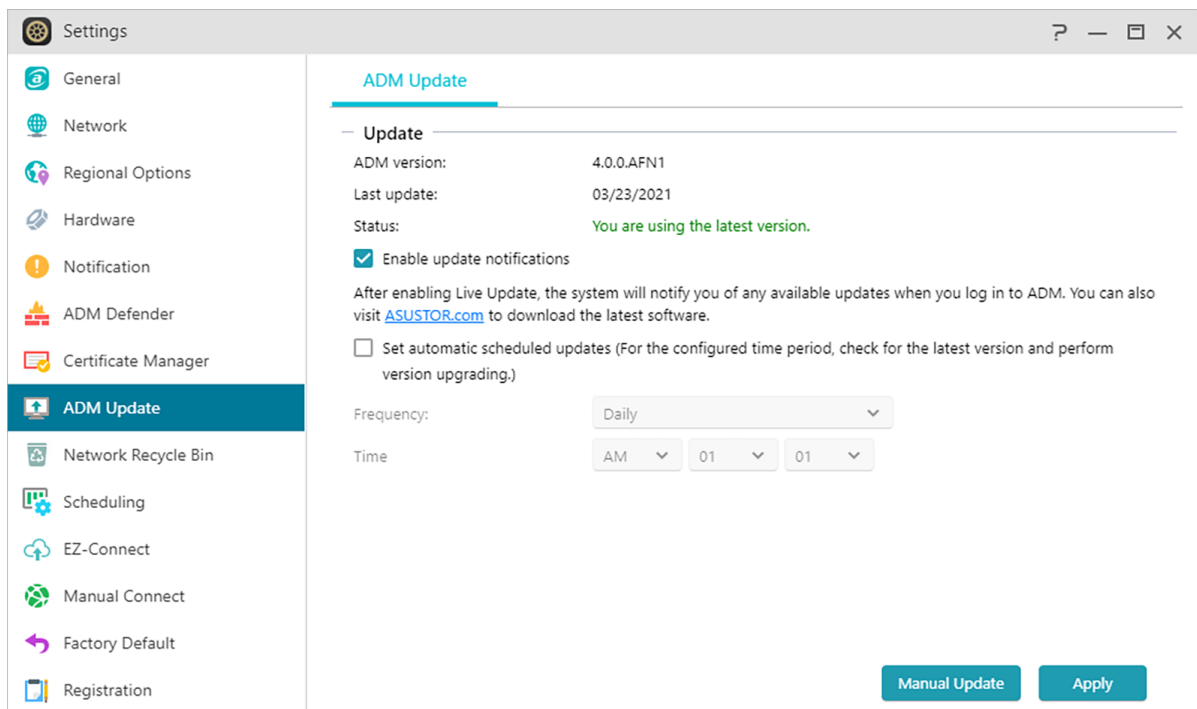 Settings
General
Network
Regional Options
Hardware
Notification
ADM Defender
Certificate Manager
ADM Update
Network Recycle Bin
Scheduling
EZ-Connect
Manual Connect
Factory Default
Registration
ADM Update
Update
ADM version: 4.0.0.AFN1
Last update: 03/23/2021
Status: You are using the latest version.
Enable update notifications
After enabling Live Update, the system will notify you of any available updates when you log in to ADM. You can also
visit ASUSTOR.com to download the latest software.
Set automatic scheduled updates (For the configured time period, check for the latest version and perform
version upgrading.)
Frequency: Daily
Time AM 01 01
Manual Update Apply